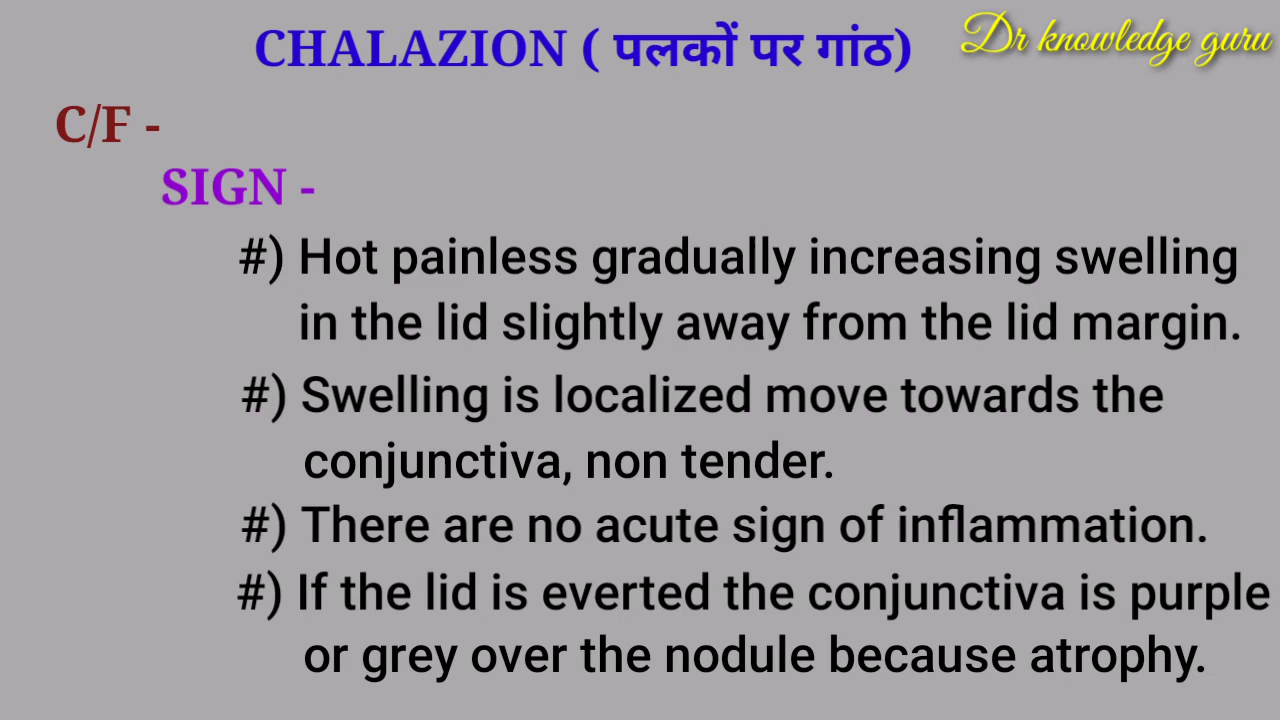 CHALAZION ( पलकों पर गांठ)
Dr knowledge guru
C/F -
SIGN -
#) Hot painless gradually increasing swelling
in the lid slightly away from the lid margin.
#) Swelling is localized move towards the
conjunctiva, non tender.
#) There are no acute sign of inflammation.
#) If the lid is everted the conjunctiva is purple
or grey over the nodule because atrophy.